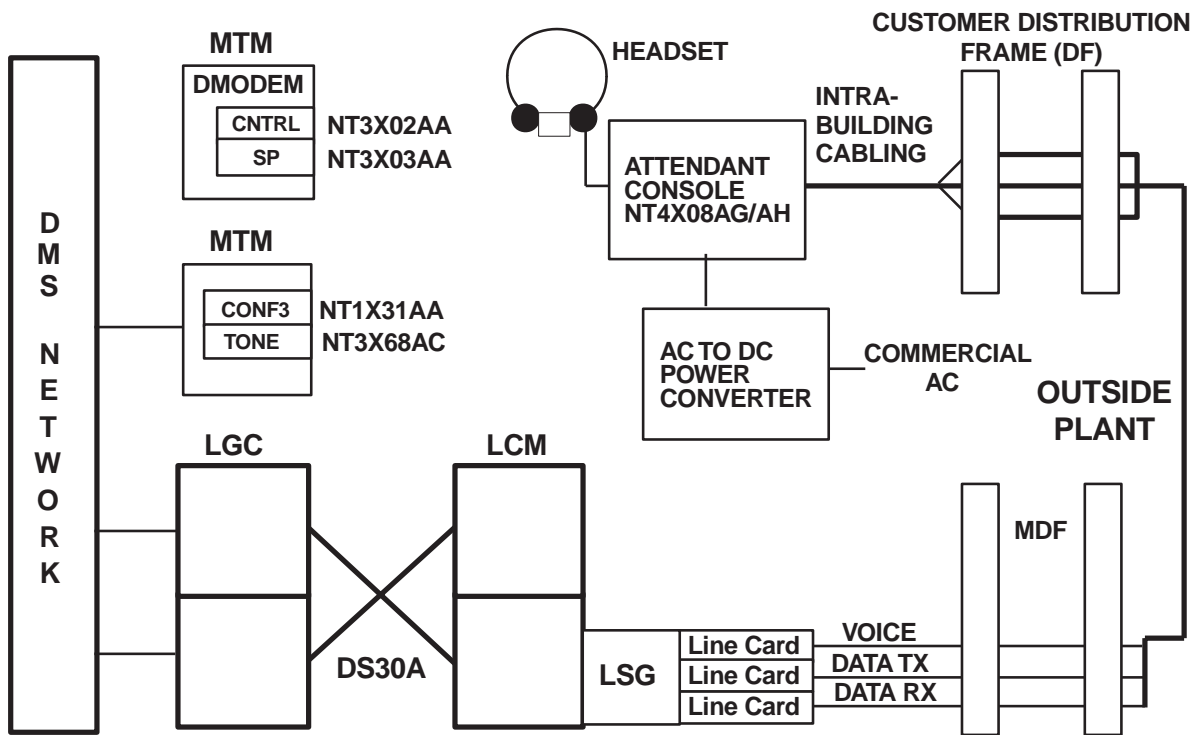 MTM
DMODEM
CNTRL
NT3X02AA
SP
NT3X03AA
MTM
CONF3
NT1X31AA
TONE
NT3X68AC
D
M
S
N
E
T
W
O
R
K
HEADSET
ATTENDANT
CONSOLE
NT4X08AG/AH
INTRA-
BUILDING
CABLING
CUSTOMER DISTRIBUTION
FRAME (DF)
AC TO DC
POWER
CONVERTER
COMMERCIAL
AC
OUTSIDE
PLANT
LGC
LCM
DS30A
LSG
Line Card
Line Card
Line Card
VOICE
DATA TX
DATA RX
MDF